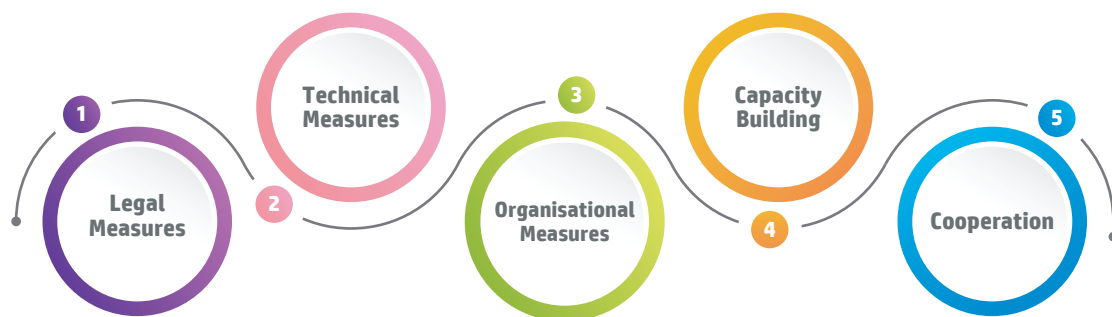 1
Legal
Measures
2
Technical
Measures
3
Organisational
Measures
4
Capacity
Building
5
Cooperation